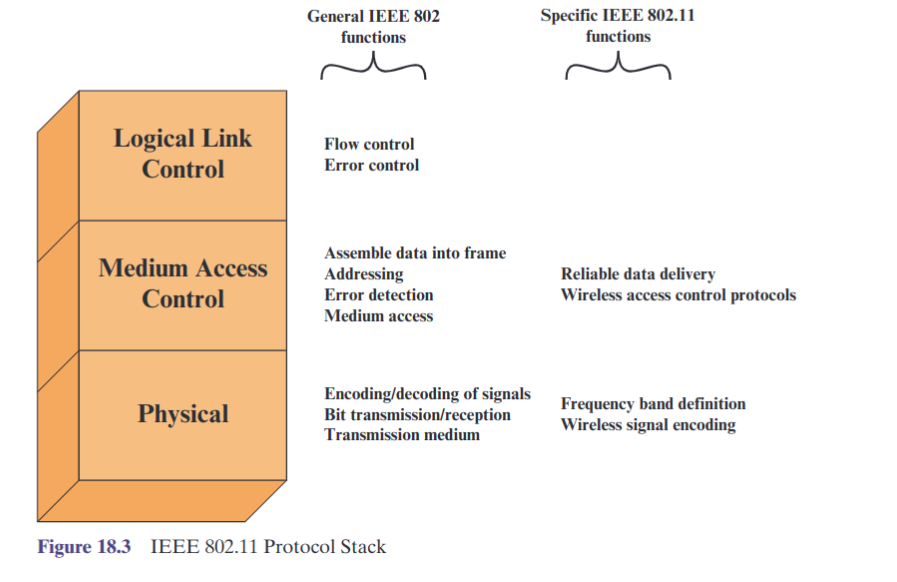 General IEEE 802
functions
Specific IEEE 802.11
functions
Logical Link
Control
Flow control
Error control
Medium Access
Control
Assemble data into frame
Addressing
Error detection
Medium access
Reliable data delivery
Wireless access control protocols
Physical
Encoding/decoding of signals
Bit transmission/reception
Transmission medium
Frequency band definition
Wireless signal encoding
Figure 18.3 IEEE 802.11 Protocol Stack